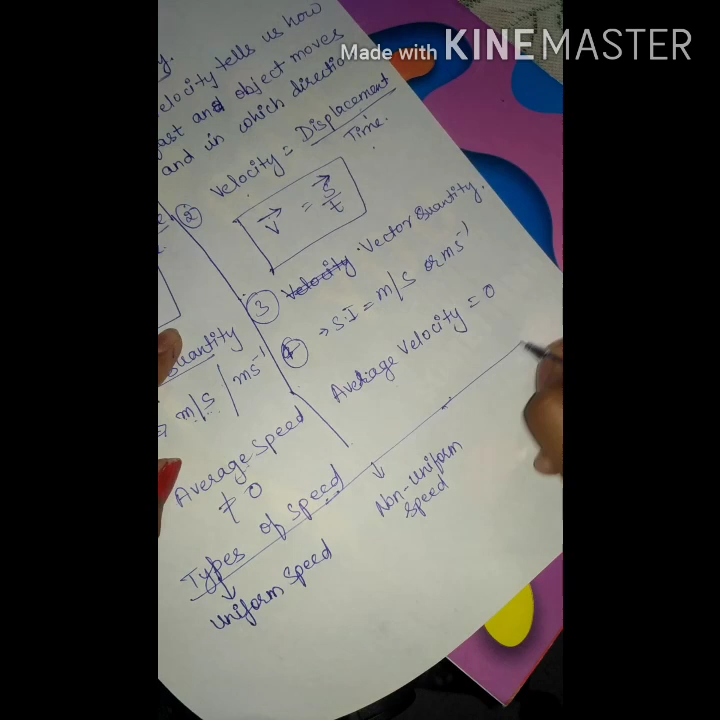 Made with KINEMASTER
y.
elocity tells us how
fast and object moves
and in which direction
② Velocity = Displacement
Time.
V = S
t
③ Velocity. Vector Quantity.
④ → S.I = m/s or ms⁻¹
Average Velocity = 0
Quantity
⇒ m/s / ms⁻¹
Average speed
≠ 0
Types of speed
↓
uniform speed
↓
Non-uniform
speed